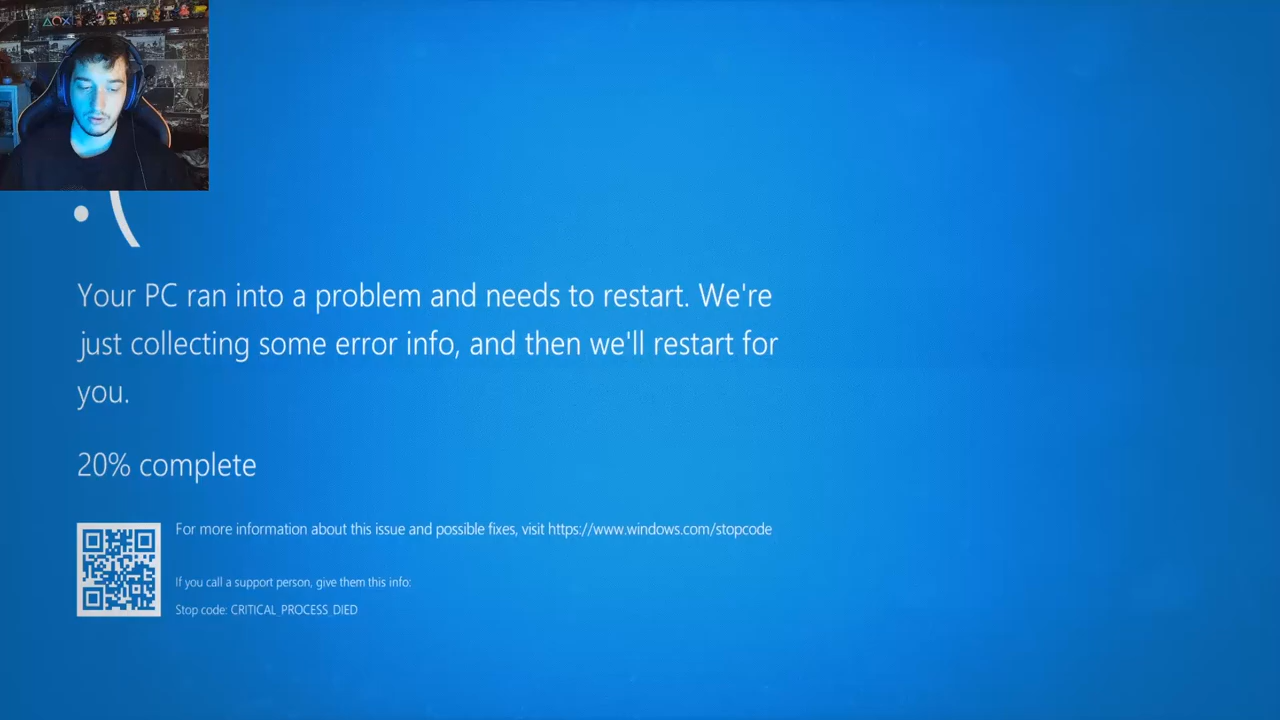 :(
Your PC ran into a problem and needs to restart. We're
just collecting some error info, and then we'll restart for
you.
20% complete
For more information about this issue and possible fixes, visit https://www.windows.com/stopcode
If you call a support person, give them this info:
Stop code: CRITICAL_PROCESS_DIED